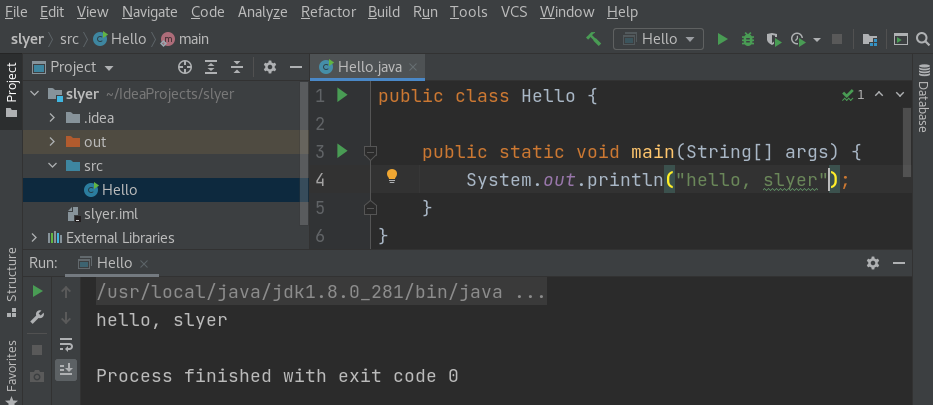 File Edit View Navigate Code Analyze Refactor Build Run Tools VCS Window Help
slyer src Hello main Hello
Project
Project
Hello.java
Database
slyer ~/IdeaProjects/slyer
.idea
out
src
Hello
slyer.iml
External Libraries
1 public class Hello {
1
2
3 public static void main(String[] args) {
4 System.out.println("hello, slyer");
5 }
6 }
Run: Hello
Structure
Favorites
/usr/local/java/jdk1.8.0_281/bin/java ...
hello, slyer
Process finished with exit code 0